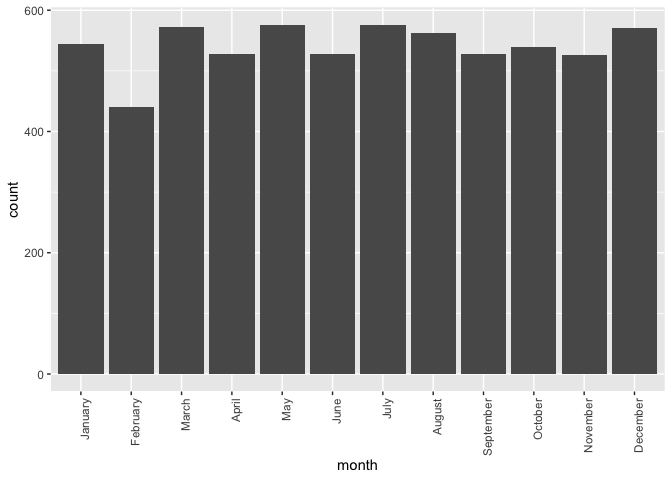 600
400
200
0
count
January
February
March
April
May
June
July
August
September
October
November
December
month